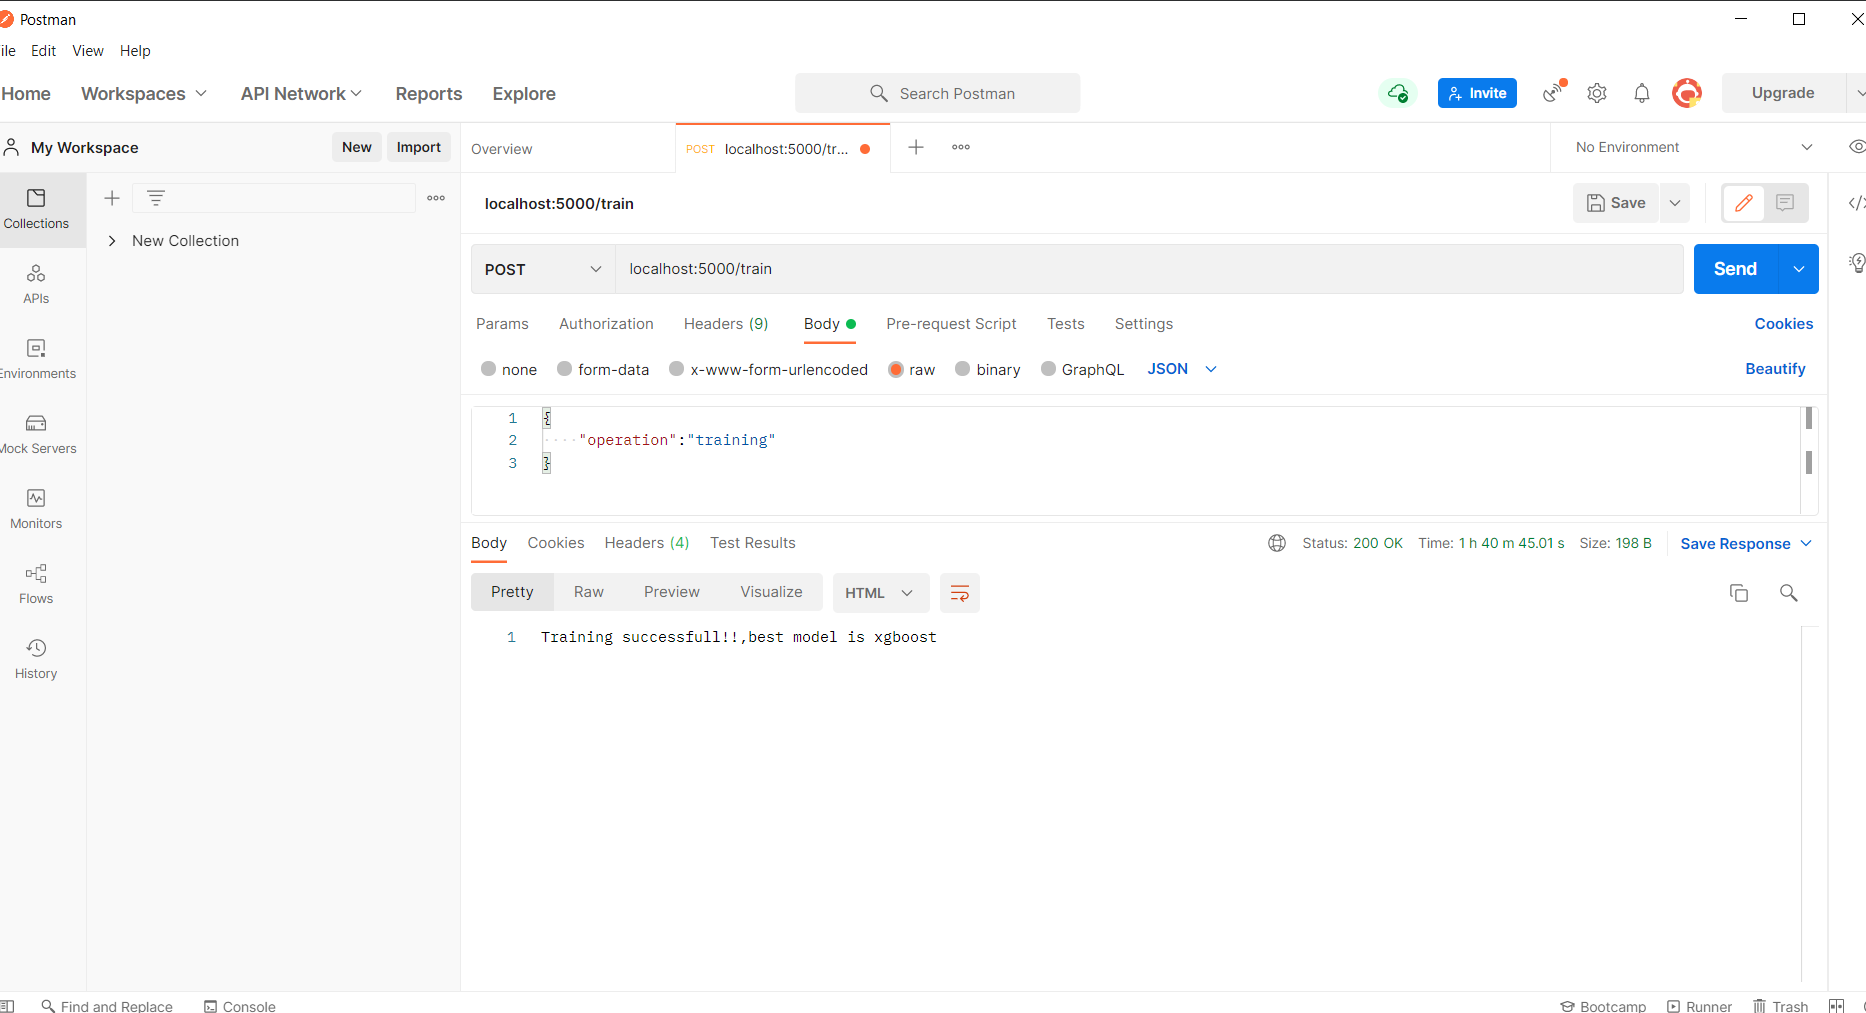 Postman
ile Edit View Help
Home Workspaces API Network Reports Explore Search Postman Invite Upgrade
My Workspace New Import Overview POST localhost:5000/tr... No Environment
Collections
New Collection
APIs
Environments
Mock Servers
Monitors
Flows
History
localhost:5000/train Save
POST localhost:5000/train Send
Params Authorization Headers (9) Body Pre-request Script Tests Settings Cookies
none form-data x-www-form-urlencoded raw binary GraphQL JSON Beautify
1 {
2 "operation":"training"
3 }
Body Cookies Headers (4) Test Results Status: 200 OK Time: 1 h 40 m 45.01 s Size: 198 B Save Response
Pretty Raw Preview Visualize HTML
1 Training successfull!!,best model is xgboost
Find and Replace Console Bootcamp Runner Trash